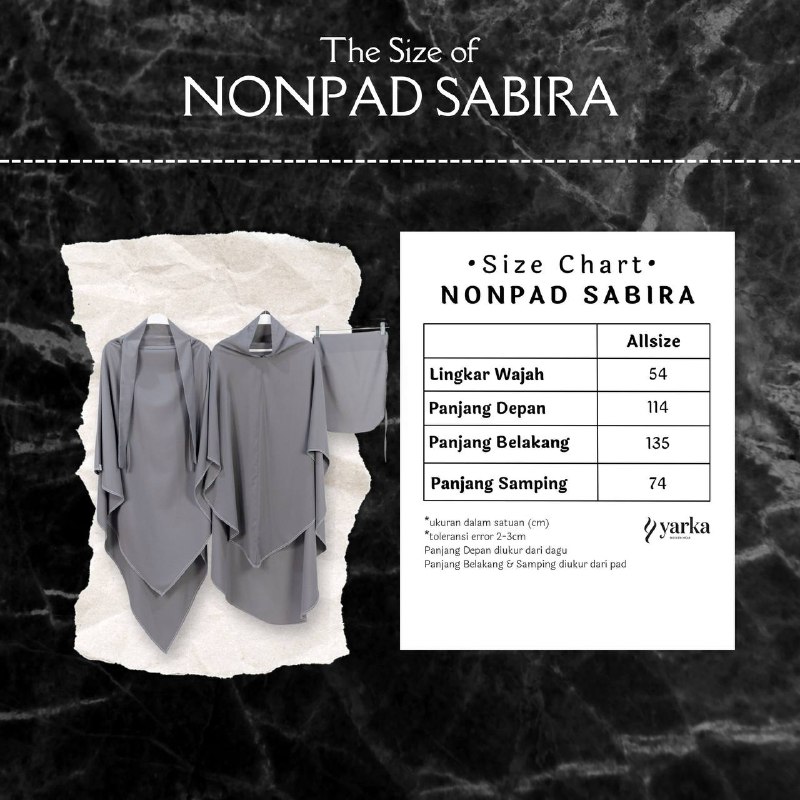 The Size of
NONPAD SABIRA
•Size Chart•
NONPAD SABIRA
Allsize
Lingkar Wajah 54
Panjang Depan 114
Panjang Belakang 135
Panjang Samping 74
*ukuran dalam satuan (cm)
*toleransi error 2-3cm
Panjang Depan diukur dari dagu
Panjang Belakang & Samping diukur dari pad
yarka